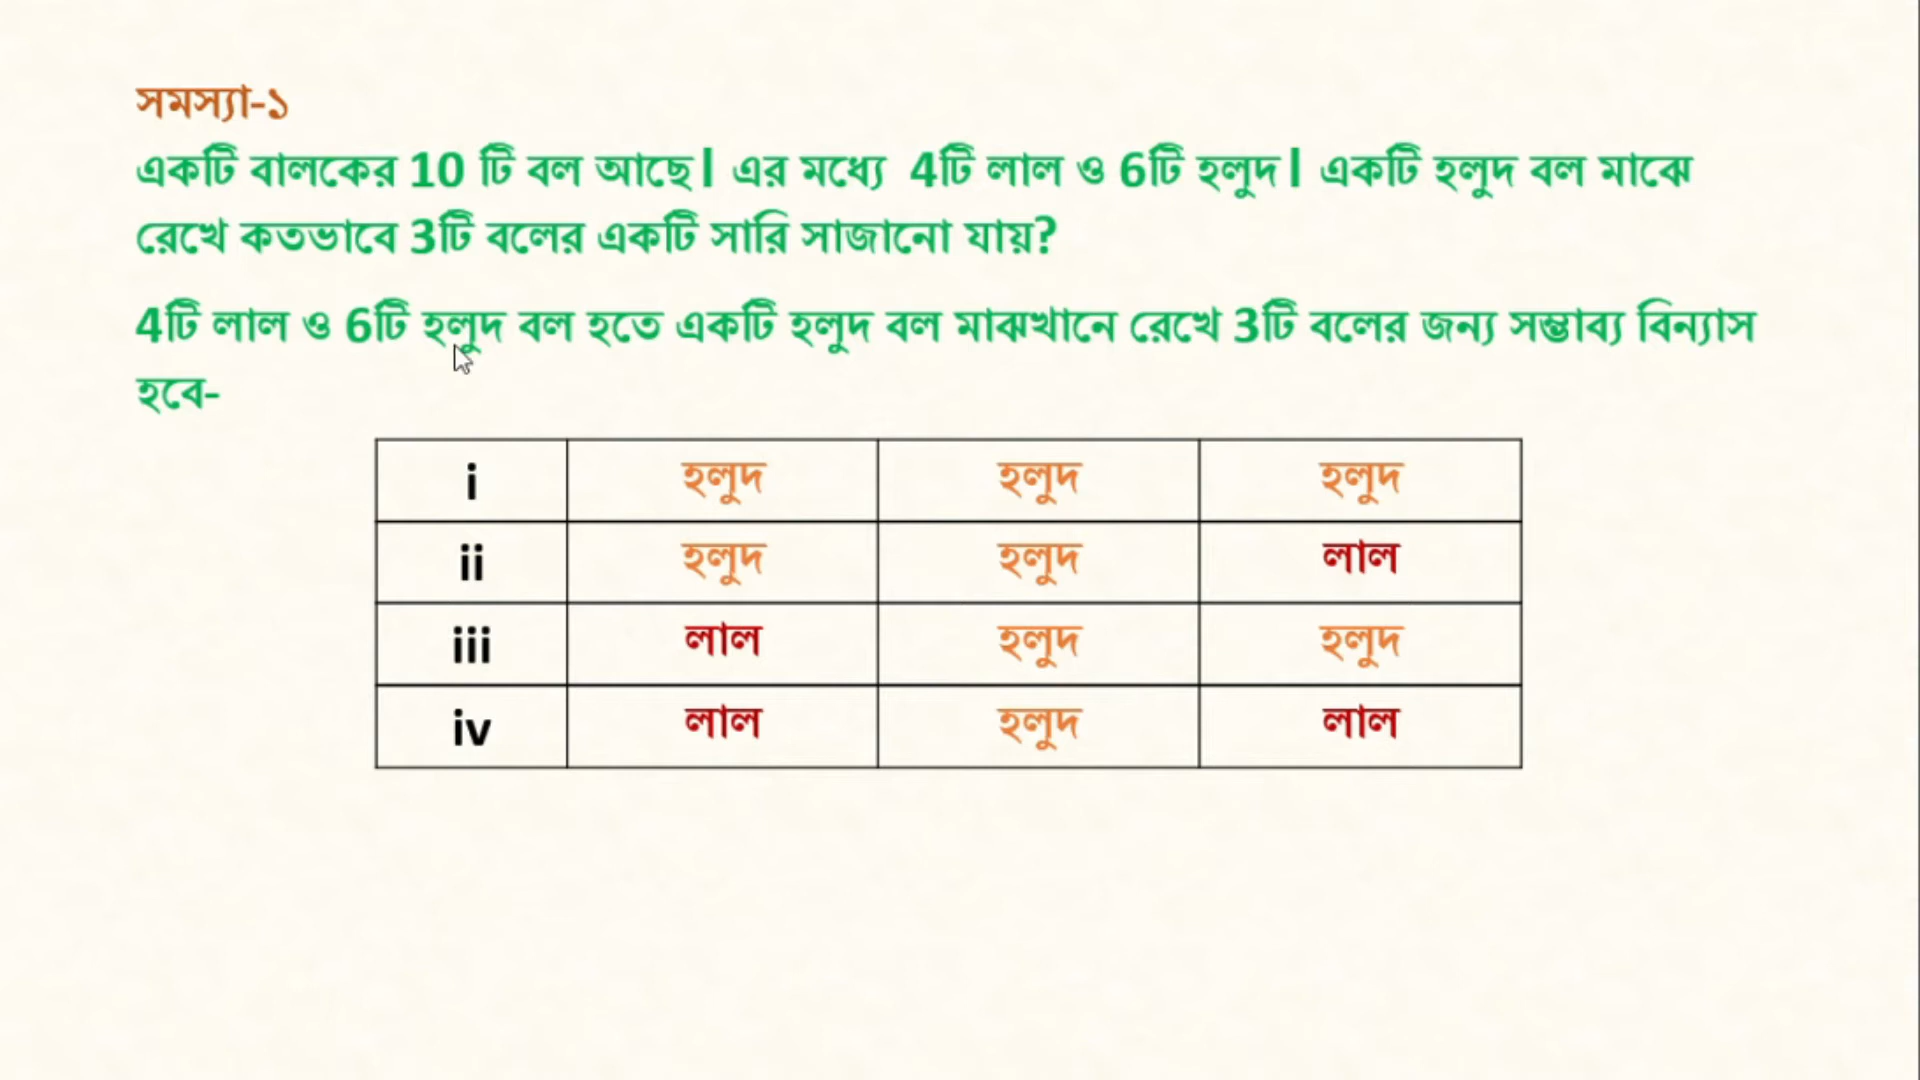 সমস্যা-১
একটি বালকের 10 টি বল আছে। এর মধ্যে 4টি লাল ও 6টি হলুদ। একটি হলুদ বল মাঝে
রেখে কতভাবে 3টি বলের একটি সারি সাজানো যায়?
4টি লাল ও 6টি হলুদ বল হতে একটি হলুদ বল মাঝখানে রেখে 3টি বলের জন্য সম্ভাব্য বিন্যাস
হবে-
i হলুদ হলুদ হলুদ
ii হলুদ হলুদ লাল
iii লাল হলুদ হলুদ
iv লাল হলুদ লাল